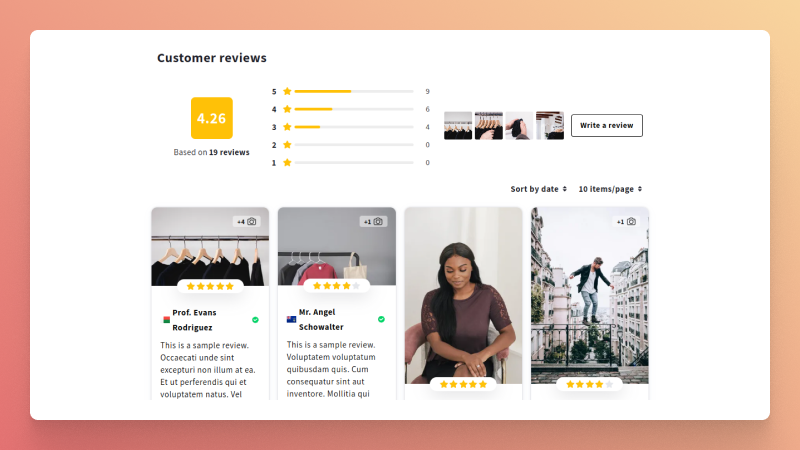 Customer reviews
4.26
Based on 19 reviews
5 9
4 6
3 4
2 0
1 0
Write a review
Sort by date
10 items/page
+4
+1
+1
Prof. Evans
Rodriguez
This is a sample review.
Occaecati unde sint
excepturi non illum at ea.
Et ut perferendis qui et
voluptatem natus. Vel
Mr. Angel
Schowalter
This is a sample review.
Voluptatem voluptatum
quibusdam quis. Cum
consequatur sint aut
inventore. Mollitia qui